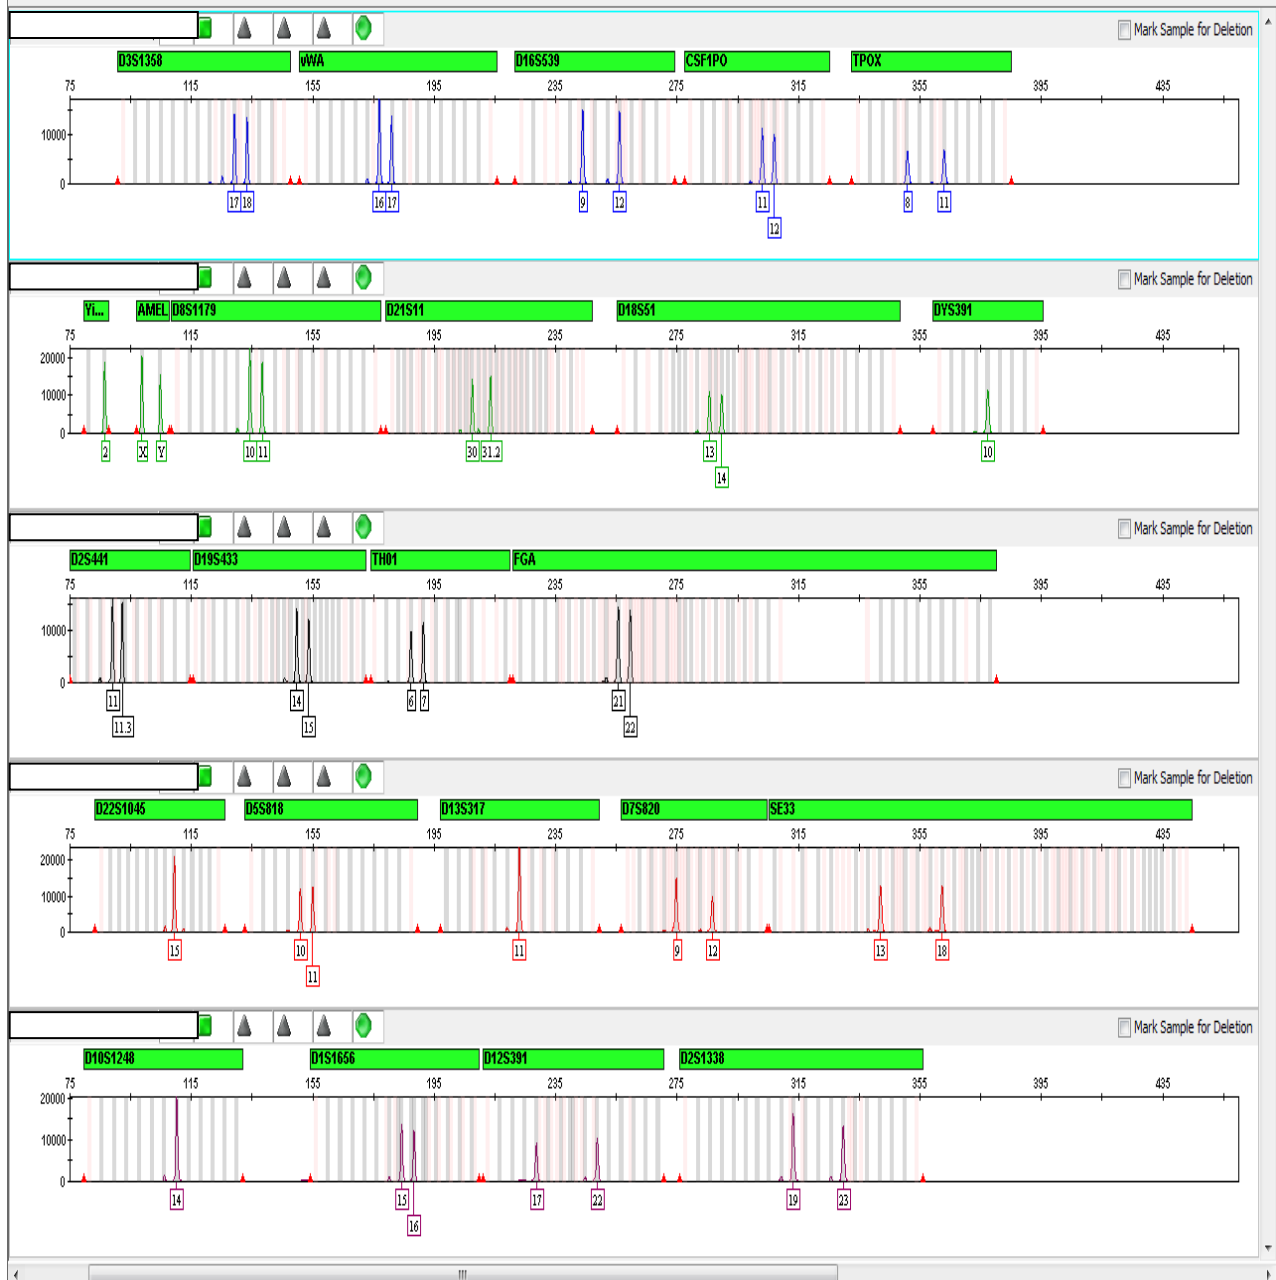 Mark Sample for Deletion
D3S1358 vWA D16S539 CSF1PO TPOX
75 115 155 195 235 275 315 355 395 435
10000
0
17 18 16 17 9 12 11 8 11
12
Mark Sample for Deletion
Yi... AMEL D8S1179 D21S11 D18S51 DYS391
75 115 155 195 235 275 315 355 395 435
20000
10000
0
2 X Y 10 11 30 31.2 13 10
14
Mark Sample for Deletion
D2S441 D19S433 TH01 FGA
75 115 155 195 235 275 315 355 395 435
10000
0
11 14 6 7 21
11.3 15 22
Mark Sample for Deletion
D22S1045 D5S818 D13S317 D7S820 SE33
75 115 155 195 235 275 315 355 395 435
20000
10000
0
15 10 11 9 12 13 18
11
Mark Sample for Deletion
D10S1248 D1S1656 D12S391 D2S1338
75 115 155 195 235 275 315 355 395 435
20000
10000
0
14 15 17 22 19 23
16